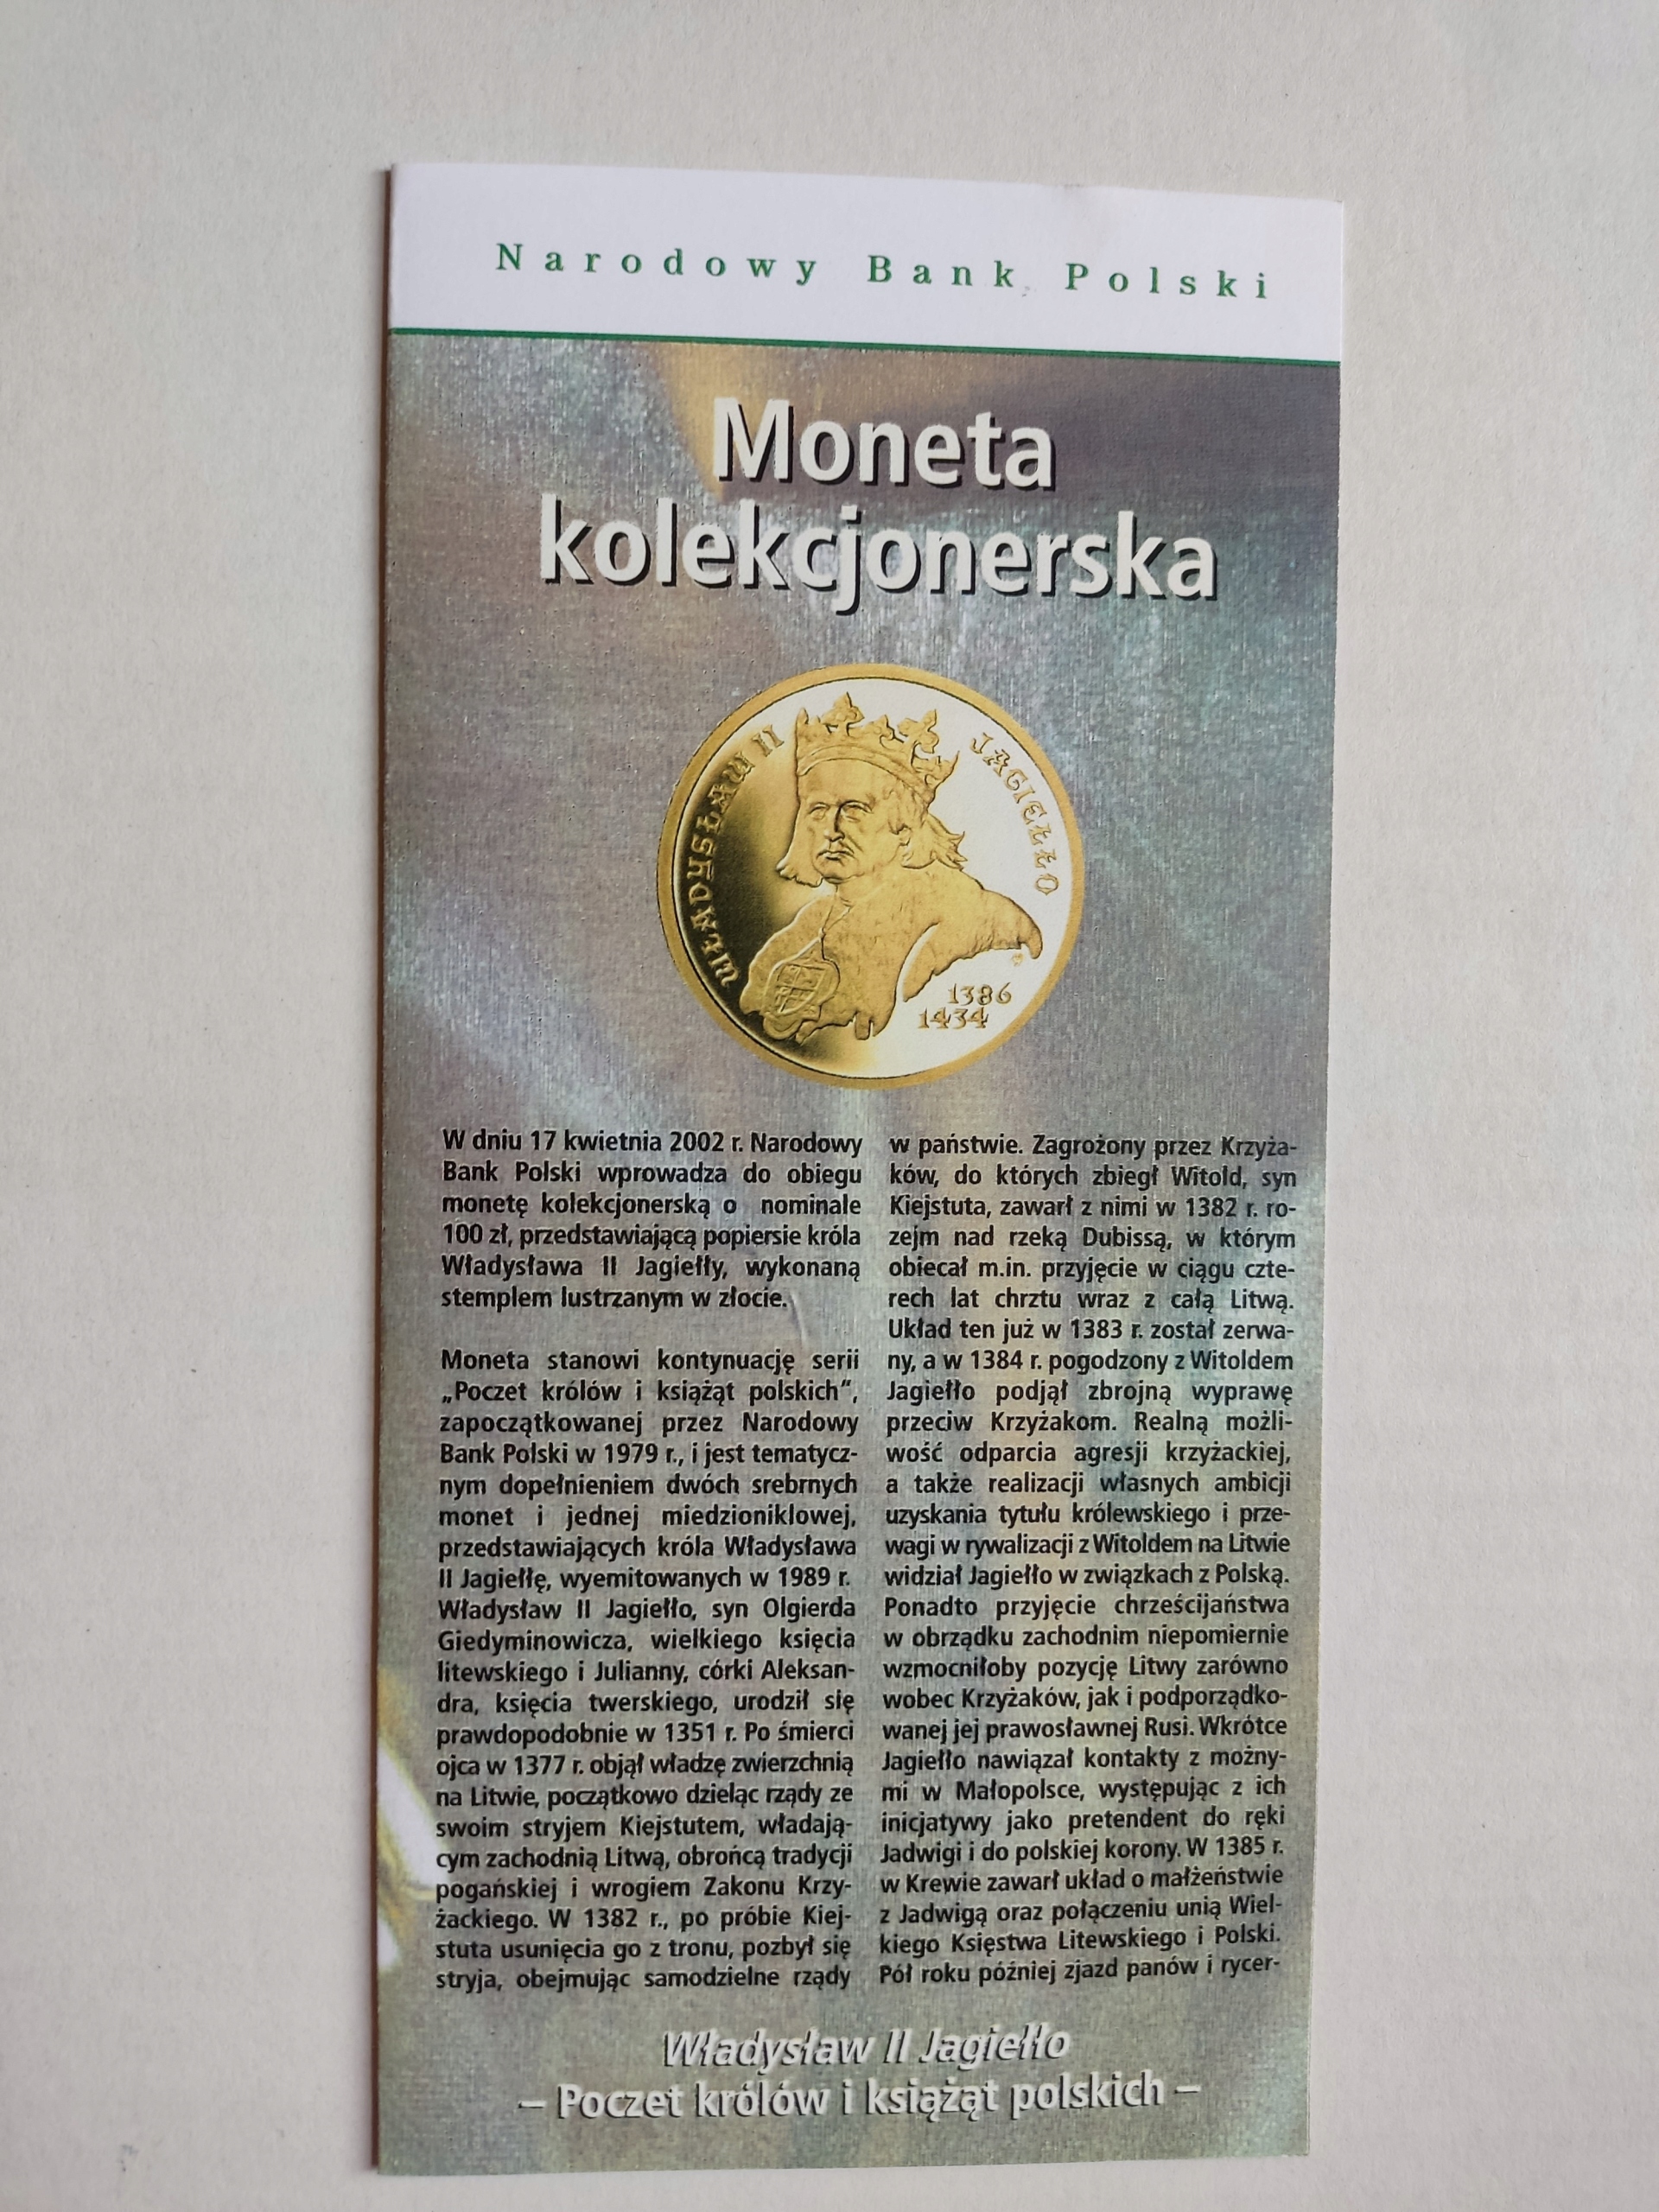 Narodowy Bank Polski
Moneta
kolekcjonerska
WŁADYSŁAW II JAGIEŁŁO
1386
1434
W dniu 17 kwietnia 2002 r. Narodowy
Bank Polski wprowadza do obiegu
monetę kolekcjonerską o nominale
100 zł, przedstawiającą popiersie króla
Władysława II Jagiełły, wykonaną
stemplem lustrzanym w złocie.
Moneta stanowi kontynuację serii
„Poczet królów i książąt polskich”,
zapoczątkowanej przez Narodowy
Bank Polski w 1979 r., i jest tematycz-
nym dopełnieniem dwóch srebrnych
monet i jednej miedzioniklowej,
przedstawiających króla Władysława
II Jagiełłę, wyemitowanych w 1989 r.
Władysław II Jagiełło, syn Olgierda
Giedyminowicza, wielkiego księcia
litewskiego i Julianny, córki Aleksan-
dra, księcia twerskiego, urodził się
prawdopodobnie w 1351 r. Po śmierci
ojca w 1377 r. objął władzę zwierzchnią
na Litwie, początkowo dzieląc rządy ze
swoim stryjem Kiejstutem, władają-
cym zachodnią Litwą, obrońcą tradycji
pogańskiej i wrogiem Zakonu Krzy-
żackiego. W 1382 r., po próbie Kiej-
stuta usunięcia go z tronu, pozbył się
stryja, obejmując samodzielne rządy
w państwie. Zagrożony przez Krzyża-
ków, do których zbiegł Witold, syn
Kiejstuta, zawarł z nimi w 1382 r. ro-
zejm nad rzeką Dubissą, w którym
obiecał m.in. przyjęcie w ciągu czte-
rech lat chrztu wraz z całą Litwą.
Układ ten już w 1383 r. został zerwa-
ny, a w 1384 r. pogodzony z Witoldem
Jagiełło podjął zbrojną wyprawę
przeciw Krzyżakom. Realną możli-
wość odparcia agresji krzyżackiej,
a także realizacji własnych ambicji
uzyskania tytułu królewskiego i prze-
wagi w rywalizacji z Witoldem na Litwie
widział Jagiełło w związkach z Polską.
Ponadto przyjęcie chrześcijaństwa
w obrządku zachodnim niepomiernie
wzmocniłoby pozycję Litwy zarówno
wobec Krzyżaków, jak i podporządko-
wanej jej prawosławnej Rusi. Wkrótce
Jagiełło nawiązał kontakty z możny-
mi w Małopolsce, występując z ich
inicjatywy jako pretendent do ręki
Jadwigi i do polskiej korony. W 1385 r.
w Krewie zawarł układ o małżeństwie
z Jadwigą oraz połączeniu unią Wiel-
kiego Księstwa Litewskiego i Polski.
Pół roku później zjazd panów i rycer-
Władysław II Jagiełło
– Poczet królów i książąt polskich –